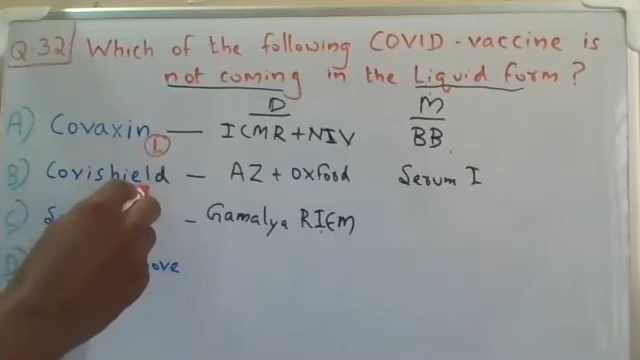 Q.32 Which of the following COVID-vaccine is
not coming in the Liquid form?
D M
A) Covaxin L — ICMR+NIV BB
B) Covishield — AZ + oxford Serum I
C) S – Gamalya RIEM
D) ove